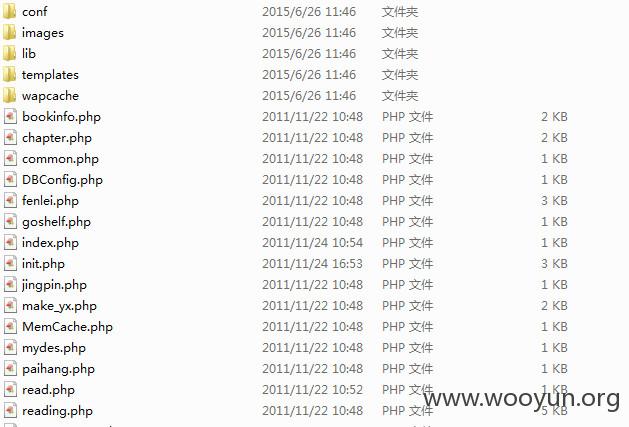 conf 2015/6/26 11:46 文件夹
images 2015/6/26 11:46 文件夹
lib 2015/6/26 11:46 文件夹
templates 2015/6/26 11:46 文件夹
wapcache 2015/6/26 11:46 文件夹
bookinfo.php 2011/11/22 10:48 PHP 文件 2 KB
chapter.php 2011/11/22 10:48 PHP 文件 2 KB
common.php 2011/11/22 10:48 PHP 文件 1 KB
DBConfig.php 2011/11/22 10:48 PHP 文件 1 KB
fenlei.php 2011/11/22 10:48 PHP 文件 3 KB
goshelf.php 2011/11/22 10:48 PHP 文件 1 KB
index.php 2011/11/24 10:54 PHP 文件 1 KB
init.php 2011/11/24 16:53 PHP 文件 3 KB
jingpin.php 2011/11/22 10:48 PHP 文件 1 KB
make_yx.php 2011/11/22 10:48 PHP 文件 2 KB
MemCache.php 2011/11/22 10:48 PHP 文件 1 KB
mydes.php 2011/11/22 10:48 PHP 文件 1 KB
paihang.php 2011/11/22 10:48 PHP 文件 1 KB
read.php 2011/11/22 10:52 PHP 文件 1 KB
www.wooyun.org
reading.php 2011/11/22 10:48 PHP 文件 5 KB